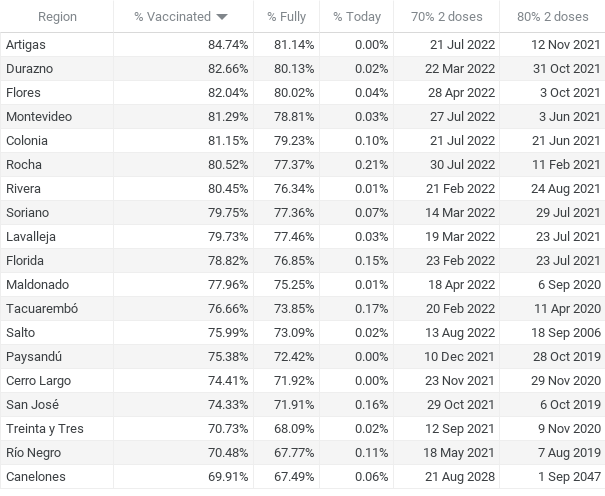 Region % Vaccinated % Fully % Today 70% 2 doses 80% 2 doses
Artigas 84.74% 81.14% 0.00% 21 Jul 2022 12 Nov 2021
Durazno 82.66% 80.13% 0.02% 22 Mar 2022 31 Oct 2021
Flores 82.04% 80.02% 0.04% 28 Apr 2022 3 Oct 2021
Montevideo 81.29% 78.81% 0.03% 27 Jul 2022 3 Jun 2021
Colonia 81.15% 79.23% 0.10% 21 Jul 2022 21 Jun 2021
Rocha 80.52% 77.37% 0.21% 30 Jul 2022 11 Feb 2021
Rivera 80.45% 76.34% 0.01% 21 Feb 2022 24 Aug 2021
Soriano 79.75% 77.36% 0.07% 14 Mar 2022 29 Jul 2021
Lavalleja 79.73% 77.46% 0.03% 19 Mar 2022 23 Jul 2021
Florida 78.82% 76.85% 0.15% 23 Feb 2022 23 Jul 2021
Maldonado 77.96% 75.25% 0.01% 18 Apr 2022 6 Sep 2020
Tacuarembó 76.66% 73.85% 0.17% 20 Feb 2022 11 Apr 2020
Salto 75.99% 73.09% 0.02% 13 Aug 2022 18 Sep 2006
Paysandú 75.38% 72.42% 0.00% 10 Dec 2021 28 Oct 2019
Cerro Largo 74.41% 71.92% 0.00% 23 Nov 2021 29 Nov 2020
San José 74.33% 71.91% 0.16% 29 Oct 2021 6 Oct 2019
Treinta y Tres 70.73% 68.09% 0.02% 12 Sep 2021 9 Nov 2020
Río Negro 70.48% 67.77% 0.11% 18 May 2021 7 Aug 2019
Canelones 69.91% 67.49% 0.06% 21 Aug 2028 1 Sep 2047